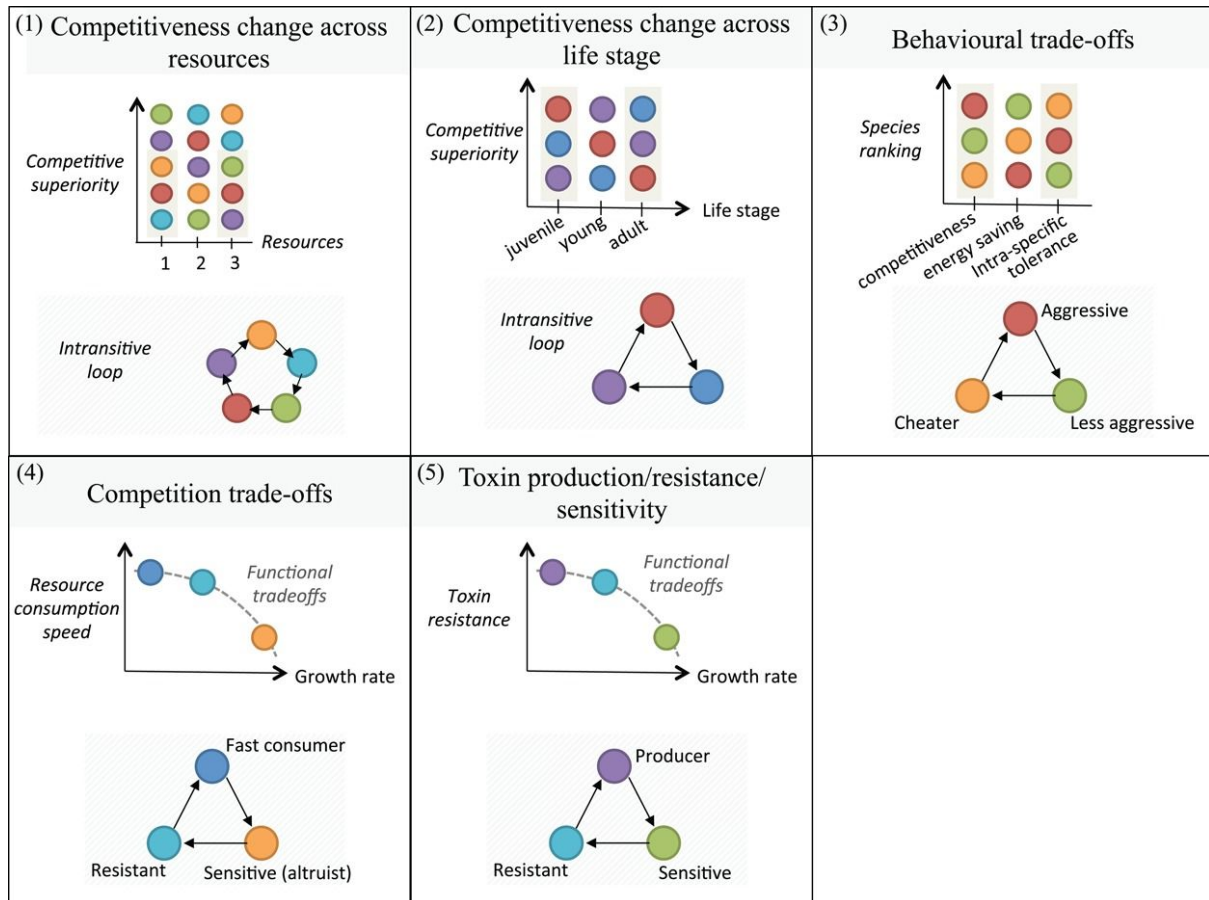 (1) Competitiveness change across
resources
Competitive
superiority
Resources
1 2 3
Intransitive
loop
(2) Competitiveness change across
life stage
Competitive
superiority
Life stage
juvenile
young
adult
Intransitive
loop
(3) Behavioural trade-offs
Species
ranking
competitiveness
energy saving
Intra-specific
tolerance
Aggressive
Cheater
Less aggressive
(4) Competition trade-offs
Resource
consumption
speed
Functional
tradeoffs
Growth rate
Fast consumer
Resistant
Sensitive (altruist)
(5) Toxin production/resistance/
sensitivity
Toxin
resistance
Functional
tradeoffs
Growth rate
Producer
Resistant
Sensitive